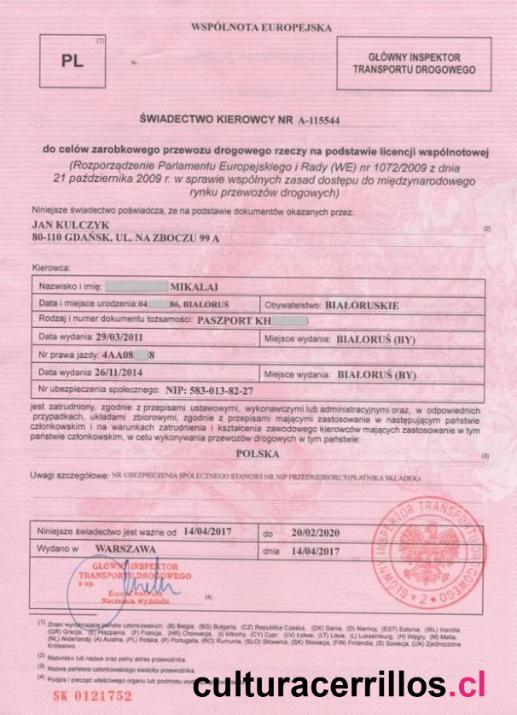 WSPÓLNOTA EUROPEJSKA
(1)
PL
GŁÓWNY INSPEKTOR
TRANSPORTU DROGOWEGO
ŚWIADECTWO KIEROWCY NR A-115544
do celów zarobkowego przewozu drogowego rzeczy na podstawie licencji wspólnotowej
(Rozporządzenie Parlamentu Europejskiego i Rady (WE) nr 1072/2009 z dnia
21 października 2009 r. w sprawie wspólnych zasad dostępu do międzynarodowego
rynku przewozów drogowych)
Niniejsze świadectwo poświadcza, że na podstawie dokumentów okazanych przez:
JAN KULCZYK
80-110 GDAŃSK, UL. NA ZBOCZU 99 A
(2)
Kierowca:
Nazwisko i imię: MIKALAI
Data i miejsce urodzenia: 04 86, BIAŁORUŚ
Obywatelstwo: BIAŁORUSKIE
Rodzaj i numer dokumentu tożsamości: PASZPORT KH
Data wydania: 29/03/2011
Miejsce wydania: BIAŁORUŚ (BY)
Nr prawa jazdy: 4AA08 8
Data wydania 26/11/2014
Miejsce wydania: BIAŁORUŚ (BY)
Nr ubezpieczenia społecznego: NIP: 583-013-82-27
jest zatrudniony, zgodnie z przepisami ustawowymi, wykonawczymi lub administracyjnymi oraz, w odpowiednich
przypadkach, układami zbiorowymi, zgodnie z przepisami mającymi zastosowanie w następującym państwie
członkowskim i na warunkach zatrudnienia i kształcenia zawodowego kierowców mających zastosowanie w tym
państwie członkowskim, w celu wykonywania przewozów drogowych w tym państwie:
POLSKA
(3)
Uwagi szczegółowe: NR UBEZPIECZENIA SPOŁECZNEGO STANOWI NR NIP PRZEDSIĘBIORCY(PŁATNIKA SKŁADEK)
Niniejsze świadectwo jest ważne od 14/04/2017 do 20/02/2020
Wydano w WARSZAWA dnia 14/04/2017
GŁÓWNY INSPEKTOR
TRANSPORTU DROGOWEGO
z up.
Naczelnik Wydziału
(4)
GŁÓWNY INSPEKTOR TRANSPORTU DROGOWEGO
* 2 *
(1) Znaki wyróżniające państw członkowskich: (B) Belgia, (BG) Bułgaria, (CZ) Republika Czeska, (DK) Dania, (D) Niemcy, (EST) Estonia, (IRL) Irlandia,
(GR) Grecja, (E) Hiszpania, (F) Francja, (HR) Chorwacja, (I) Włochy, (CY) Cypr, (LV) Łotwa, (LT) Litwa, (L) Luksemburg, (H) Węgry, (M) Malta,
(NL) Niderlandy, (A) Austria, (PL) Polska, (P) Portugalia, (RO) Rumunia, (SLO) Słowenia, (SK) Słowacja, (FIN) Finlandia, (S) Szwecja, (UK) Zjednoczone
Królestwo.
(2) Nazwisko lub nazwa oraz pełny adres przewoźnika.
(3) Nazwa państwa członkowskiego siedziby przewoźnika.
(4) Podpis i pieczęć właściwego organu lub podmiotu
SK 0121752
culturacerrillos.cl